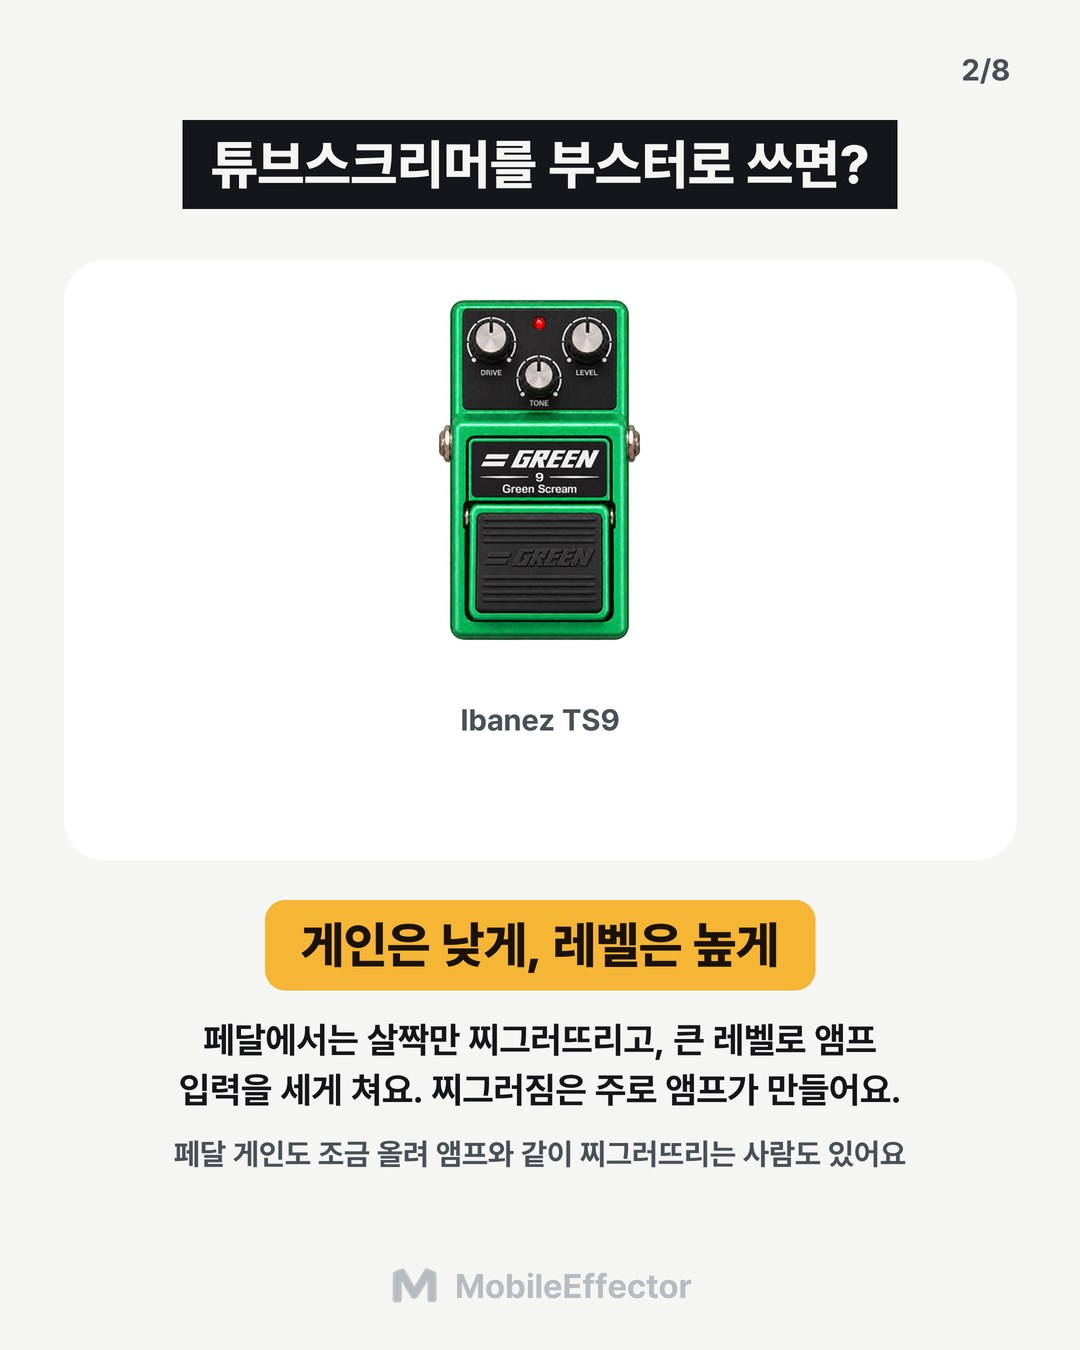 2/8
튜브스크리머를 부스터로 쓰면?
DRIVE
LEVEL
TONE
GREEN
9
Green Scream
GREEN
Ibanez TS9
게인은 낮게, 레벨은 높게
페달에서는 살짝만 찌그러뜨리고, 큰 레벨로 앰프
입력을 세게 쳐요. 찌그러짐은 주로 앰프가 만들어요.
페달 게인도 조금 올려 앰프와 같이 찌그러뜨리는 사람도 있어요
MobileEffector